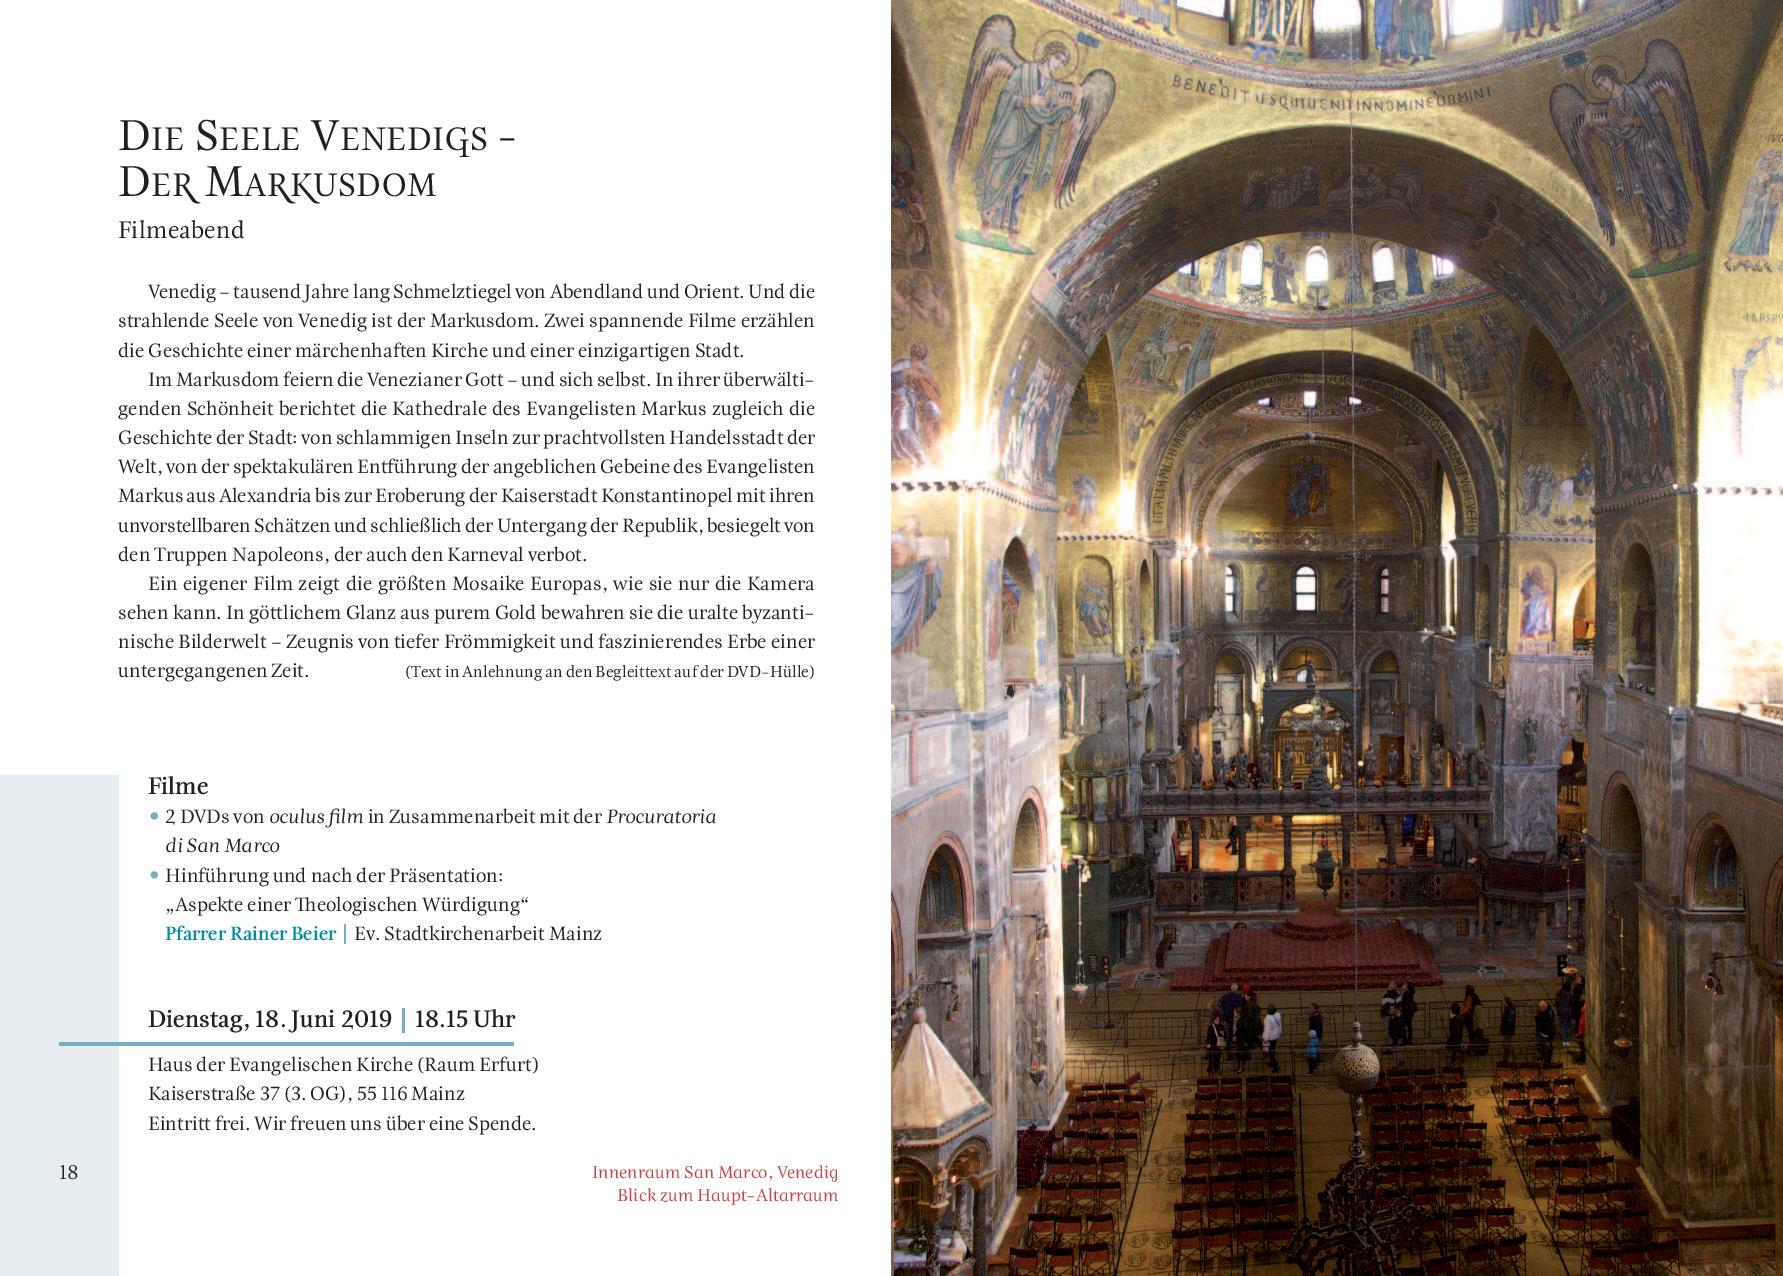 Die Seele Venedigs –
Der Markusdom
Filmeabend
Venedig – tausend Jahre lang Schmelztiegel von Abendland und Orient. Und die
strahlende Seele von Venedig ist der Markusdom. Zwei spannende Filme erzählen
die Geschichte einer märchenhaften Kirche und einer einzigartigen Stadt.
Im Markusdom feiern die Venezianer Gott – und sich selbst. In ihrer überwälti-
genden Schönheit berichtet die Kathedrale des Evangelisten Markus zugleich die
Geschichte der Stadt: von schlammigen Inseln zur prachtvollsten Handelsstadt der
Welt, von der spektakulären Entführung der angeblichen Gebeine des Evangelisten
Markus aus Alexandria bis zur Eroberung der Kaiserstadt Konstantinopel mit ihren
unvorstellbaren Schätzen und schließlich der Untergang der Republik, besiegelt von
den Truppen Napoleons, der auch den Karneval verbot.
Ein eigener Film zeigt die größten Mosaike Europas, wie sie nur die Kamera
sehen kann. In göttlichem Glanz aus purem Gold bewahren sie die uralte byzanti-
nische Bilderwelt – Zeugnis von tiefer Frömmigkeit und faszinierendes Erbe einer
untergegangenen Zeit. (Text in Anlehnung an den Begleittext auf der DVD-Hülle)
Filme
• 2 DVDs von oculus film in Zusammenarbeit mit der Procuratoria
di San Marco
• Hinführung und nach der Präsentation:
„Aspekte einer Theologischen Würdigung“
Pfarrer Rainer Beier | Ev. Stadtkirchenarbeit Mainz
Dienstag, 18. Juni 2019 | 18.15 Uhr
Haus der Evangelischen Kirche (Raum Erfurt)
Kaiserstraße 37 (3. OG), 55 116 Mainz
Eintritt frei. Wir freuen uns über eine Spende.
18
Innenraum San Marco, Venedig
Blick zum Haupt-Altarraum
BENEDITUSQUIUENITINNOMINEDOMINI